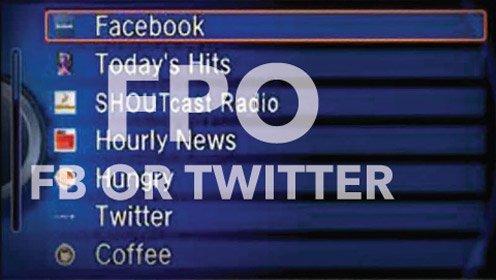 Facebook
Today's Hits
FPO
SHOUTcast Radio
Hourly News
Hungry
FB OR TWITTER
Twitter
Coffee